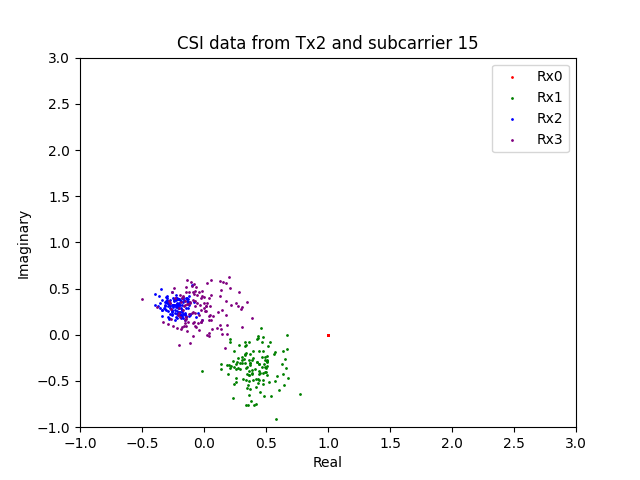 CSI data from Tx2 and subcarrier 15
Rx0
Rx1
Rx2
Rx3
3.0
2.5
2.0
1.5
1.0
0.5
0.0
−0.5
−1.0
Imaginary
−1.0 −0.5 0.0 0.5 1.0 1.5 2.0 2.5 3.0
Real